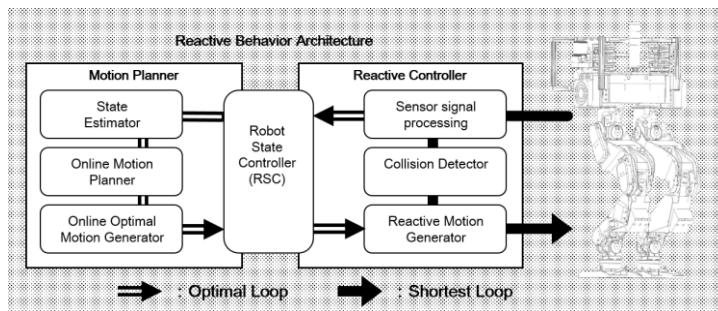 Reactive Behavior Architecture
Motion Planner
State
Estimator
Online Motion
Planner
Online Optimal
Motion Generator
Robot
State
Controller
(RSC)
Reactive Controller
Sensor signal
processing
Collision Detector
Reactive Motion
Generator
: Optimal Loop
: Shortest Loop